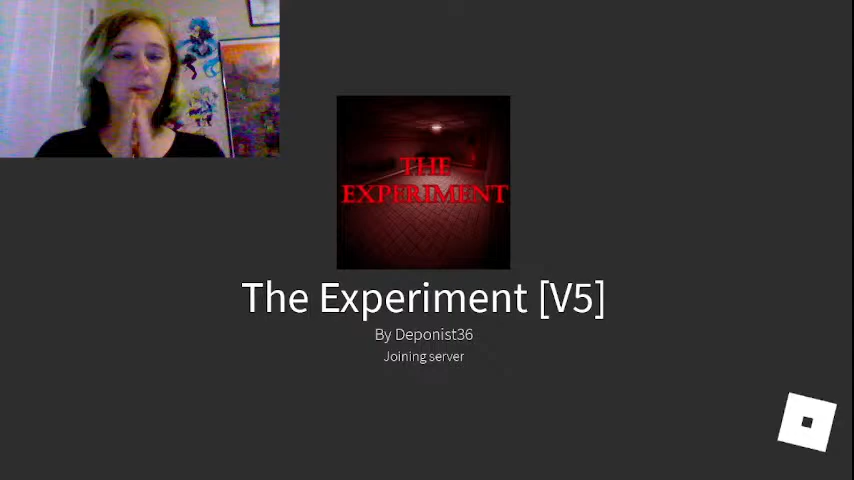 THE
EXPERIMENT
The Experiment [V5]
By Deponist36
Joining server